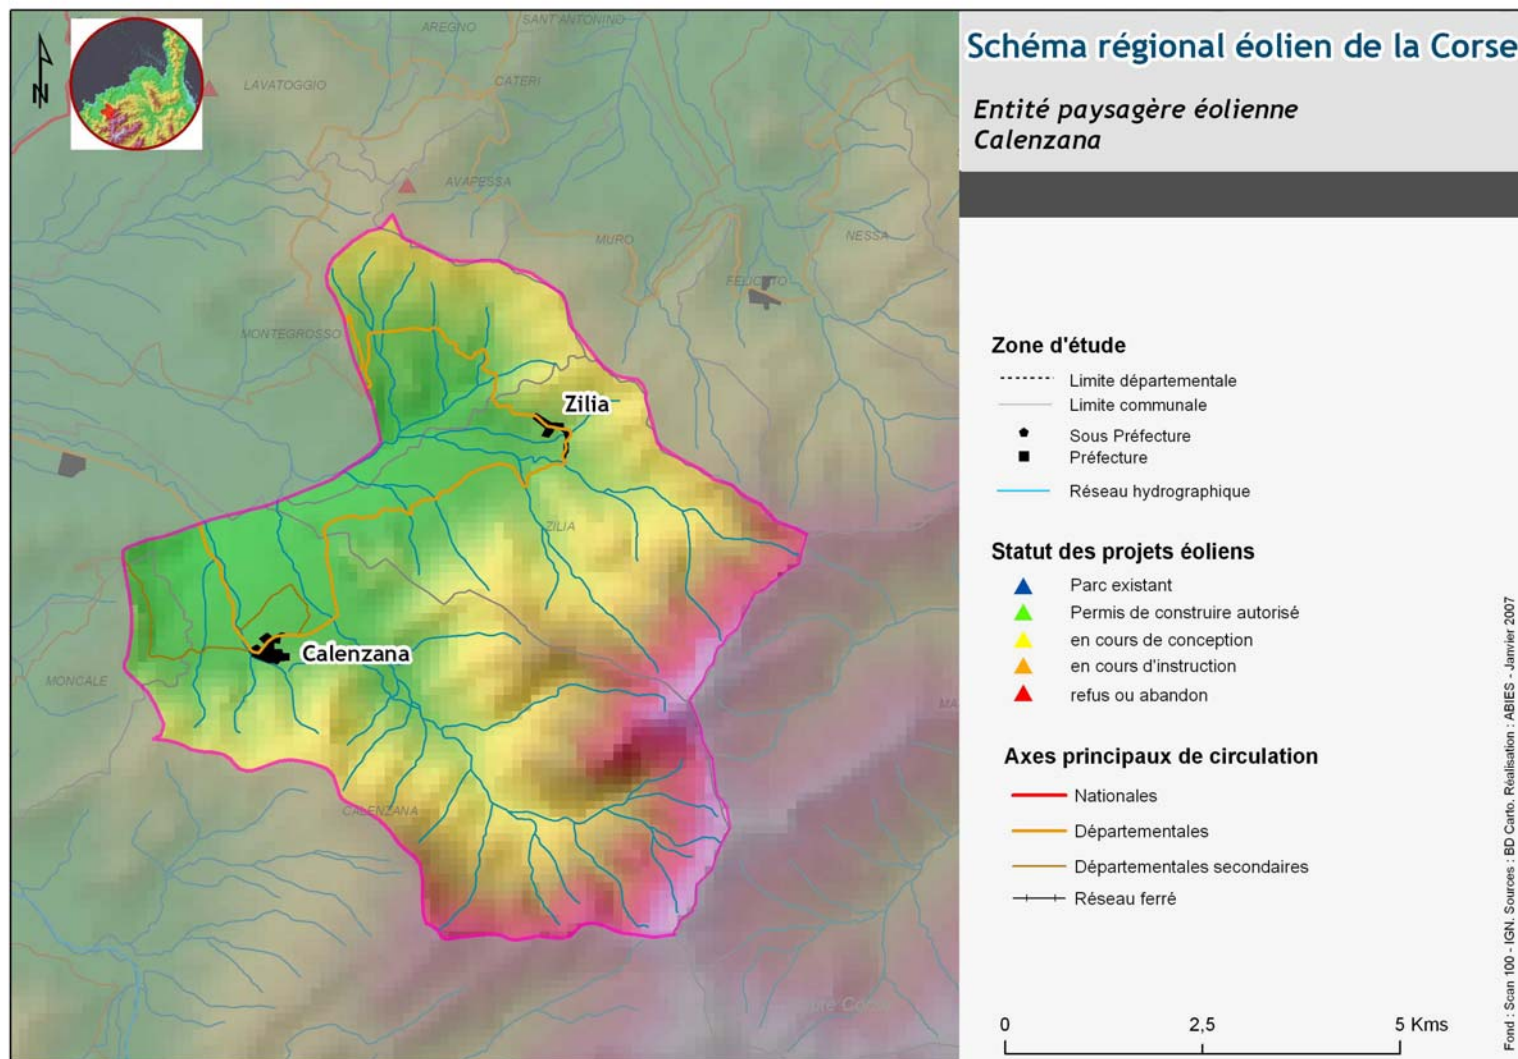 Schéma régional éolien de la Corse
Entité paysagère éolienne
Calenzana
N
AREGNO
SANT'ANTONINO
LAVATOGGIO
CATERI
AVAPESSA
MURO
NESSA
FELICETO
MONTEGROSSO
Zilia
ZILIA
Calenzana
MONCALE
CALENZANA
Zone d'étude
Limite départementale
Limite communale
Sous Préfecture
Préfecture
Réseau hydrographique
Statut des projets éoliens
Parc existant
Permis de construire autorisé
en cours de conception
en cours d'instruction
refus ou abandon
Axes principaux de circulation
Nationales
Départementales
Départementales secondaires
Réseau ferré
0 2,5 5 Kms
Fond : Scan 100 - IGN. Sources : BD Carto. Réalisation : ABIES - Janvier 2007